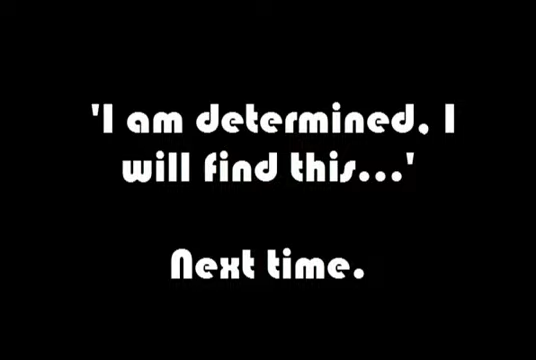 'I am determined, I
will find this...'
Next time.